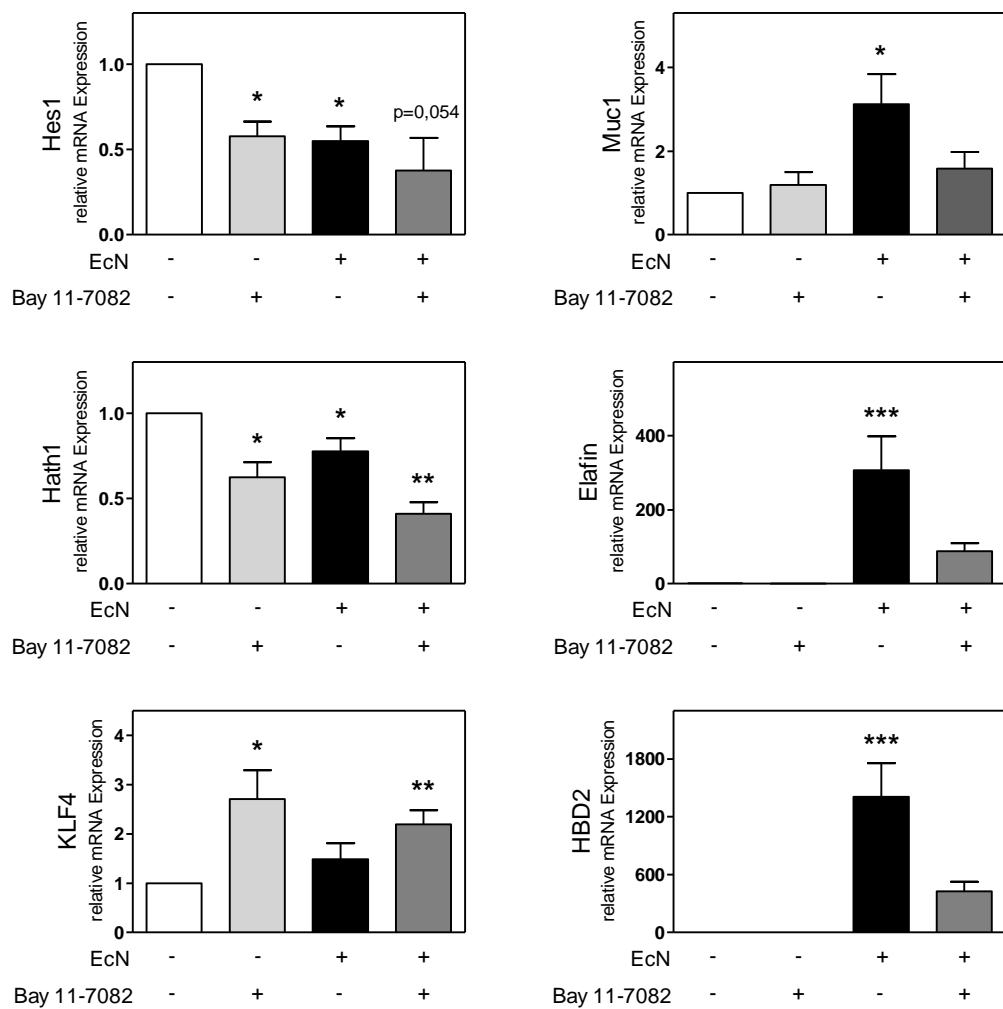 Hes1
relative mRNA Expression
1.0
0.5
0.0
*
*
p=0,054
EcN - - + +
Bay 11-7082 - + - +
Muc1
relative mRNA Expression
4
2
0
*
EcN - - + +
Bay 11-7082 - + - +
Hath1
relative mRNA Expression
1.0
0.5
0.0
*
*
**
EcN - - + +
Bay 11-7082 - + - +
Elafin
relative mRNA Expression
400
200
0
***
EcN - - + +
Bay 11-7082 - + - +
KLF4
relative mRNA Expression
4
3
2
1
0
*
**
EcN - - + +
Bay 11-7082 - + - +
HBD2
relative mRNA Expression
1800
1200
600
0
***
EcN - - + +
Bay 11-7082 - + - +